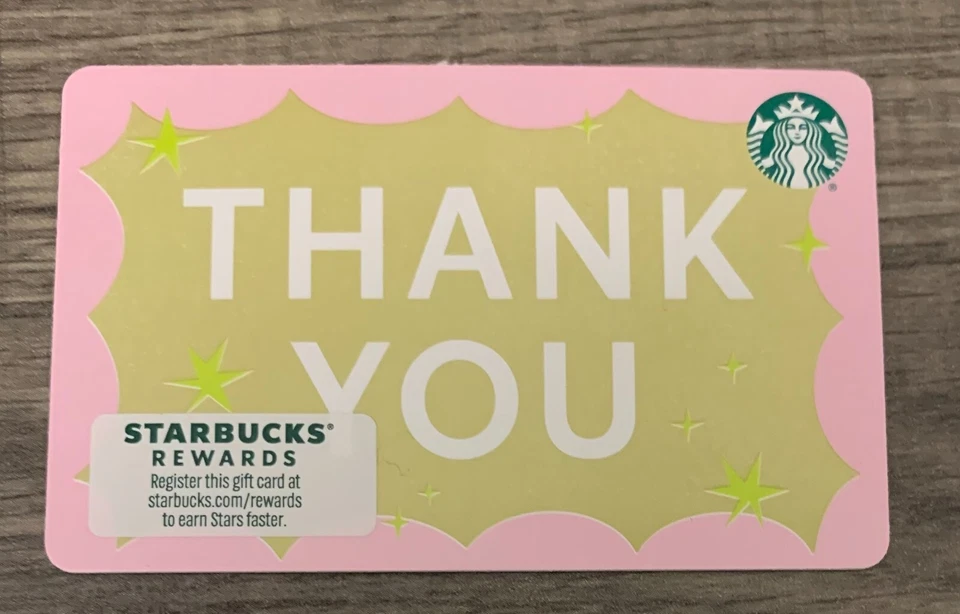 THANK
YOU
STARBUCKS®
REWARDS
Register this gift card at
starbucks.com/rewards
to earn Stars faster.
®